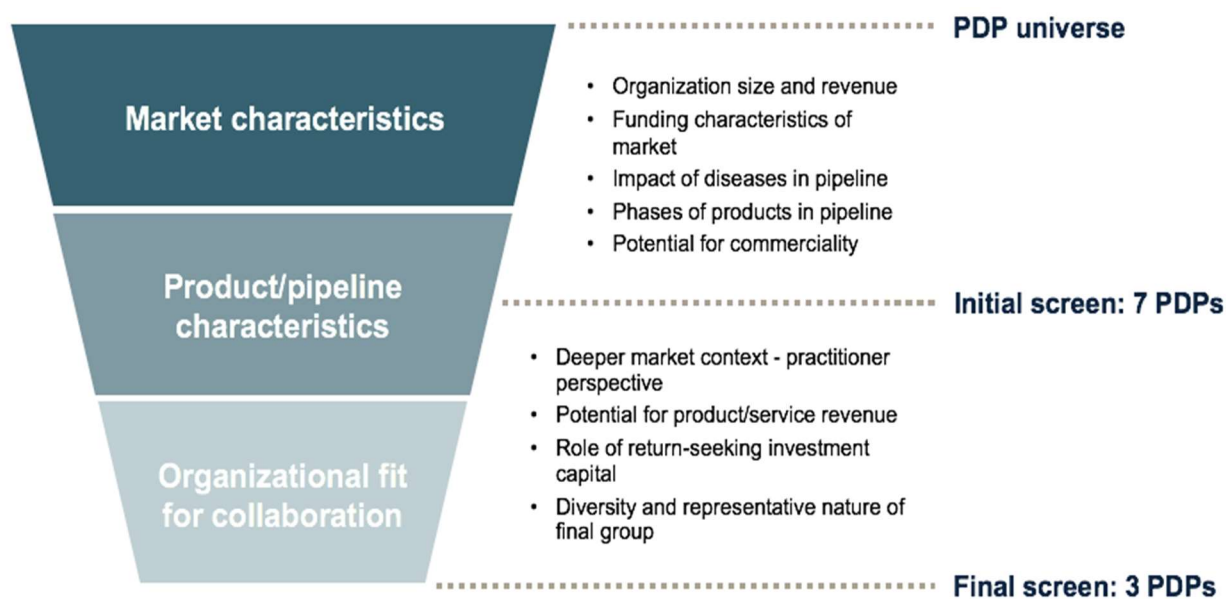 PDP universe
Market characteristics
• Organization size and revenue
• Funding characteristics of
market
• Impact of diseases in pipeline
• Phases of products in pipeline
• Potential for commerciality
Product/pipeline
characteristics
Initial screen: 7 PDPs
• Deeper market context - practitioner
perspective
• Potential for product/service revenue
• Role of return-seeking investment
capital
• Diversity and representative nature of
final group
Organizational fit
for collaboration
Final screen: 3 PDPs